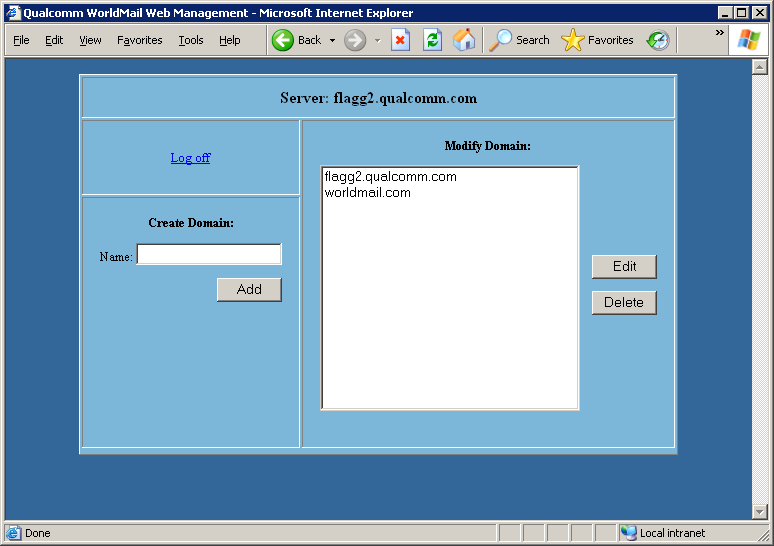 Qualcomm WorldMail Web Management - Microsoft Internet Explorer
File Edit View Favorites Tools Help Back Search Favorites »
Server: flagg2.qualcomm.com
Log off
Create Domain:
Name:
Add
Modify Domain:
flagg2.qualcomm.com
worldmail.com
Edit
Delete
Done Local intranet